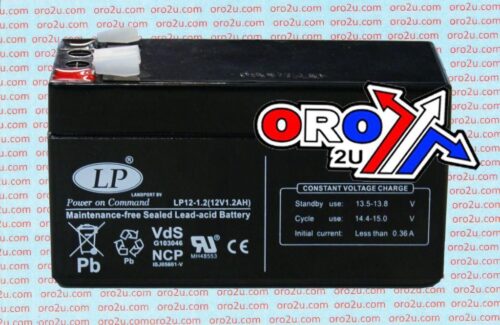 ORO
2U
LP
LANDPORT BV
Power on Command
LP12-1.2(12V1.2AH)
Maintenance-free Sealed Lead-acid Battery
Pb
VdS
G103046
NCP
MH48553
CONSTANT VOLTAGE CHARGE
Standby use: 13.5-13.8 V
Cycle use: 14.4-15.0 V
Initial current: Less than 0.36 A
oro2u.com